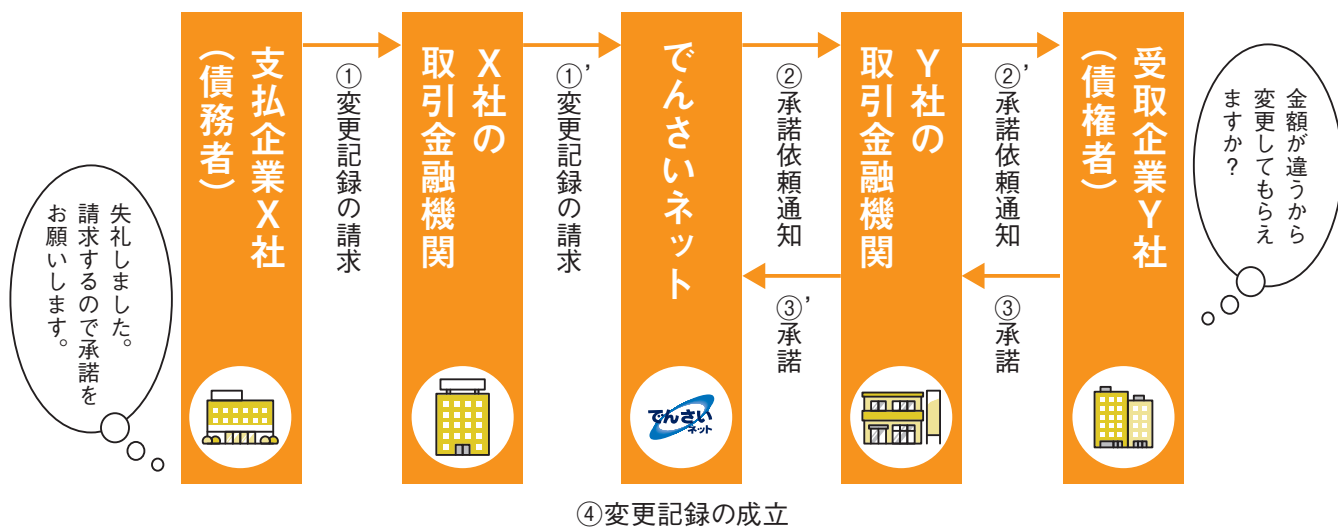 支払企業X社
（債務者）
①変更記録の請求
X社の
取引金融機関
①’変更記録の請求
でんさいネット
②承諾依頼通知
Y社の
取引金融機関
②’承諾依頼通知
受取企業Y社
（債権者）
金額が違うから
変更してもらえ
ますか？
失礼しました。
請求するので承諾を
お願いします。
③’承諾
③承諾
でんさい
ネット
④変更記録の成立